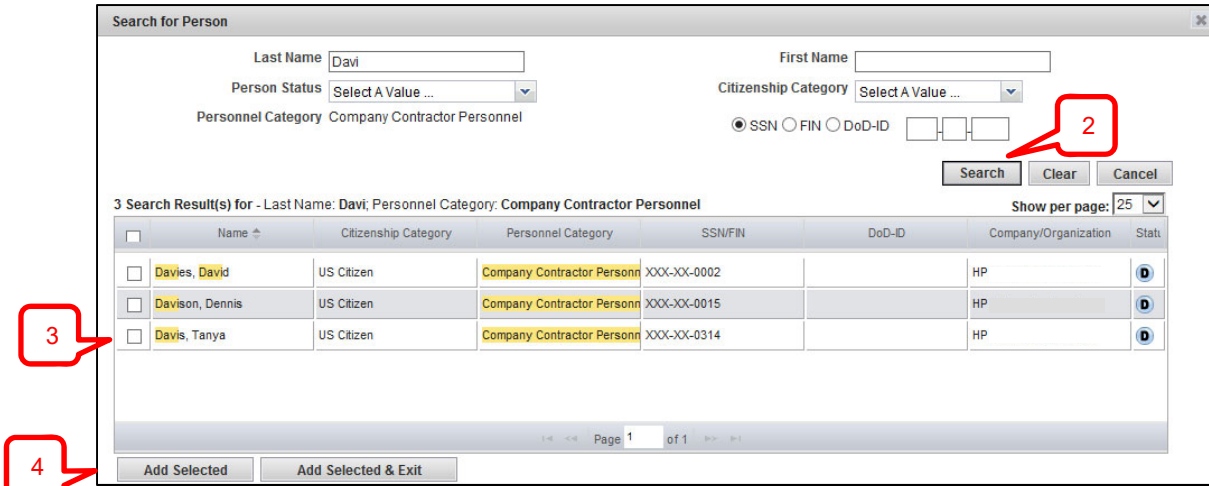 Search for Person
Last Name Davi First Name
Person Status Select A Value ... Citizenship Category Select A Value ...
Personnel Category Company Contractor Personnel SSN FIN DoD-ID - -
2
Search Clear Cancel
3 Search Result(s) for - Last Name: Davi; Personnel Category: Company Contractor Personnel Show per page: 25
Name Citizenship Category Personnel Category SSN/FIN DoD-ID Company/Organization Statu
Davies, David US Citizen Company Contractor Personn XXX-XX-0002 HP D
Davison, Dennis US Citizen Company Contractor Personn XXX-XX-0015 HP D
3
Davis, Tanya US Citizen Company Contractor Personn XXX-XX-0314 HP D
Page 1 of 1
4
Add Selected Add Selected & Exit